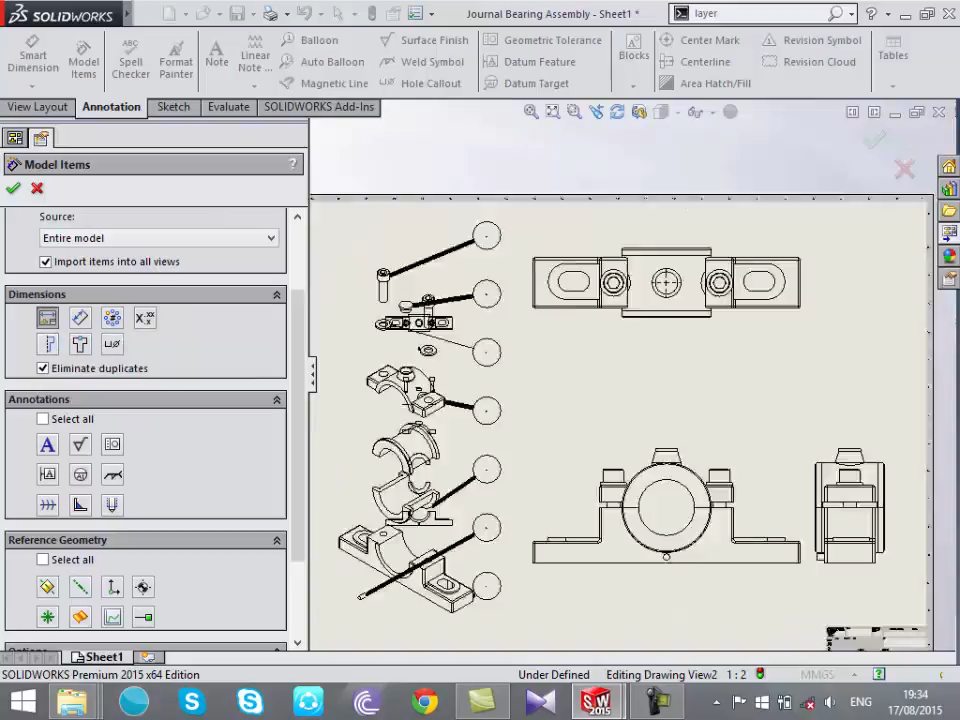 SOLIDWORKS
Journal Bearing Assembly - Sheet1 *
layer
Smart
Dimension
Model
Items
ABC
Spell
Checker
Format
Painter
A
Note
Linear
Note ...
Balloon
Auto Balloon
Magnetic Line
Surface Finish
Weld Symbol
Hole Callout
Geometric Tolerance
Datum Feature
Datum Target
A
Blocks
Center Mark
Centerline
Area Hatch/Fill
Revision Symbol
Revision Cloud
Tables
View Layout
Annotation
Sketch
Evaluate
SOLIDWORKS Add-Ins
Model Items
?
Source:
Entire model
Import items into all views
Dimensions
X.XX
Eliminate duplicates
Annotations
Select all
A
Reference Geometry
Select all
Sheet1
SOLIDWORKS Premium 2015 x64 Edition
Under Defined
Editing Drawing View2
1 : 2
MMGS
?
SW
2015
ENG
19:34
17/08/2015